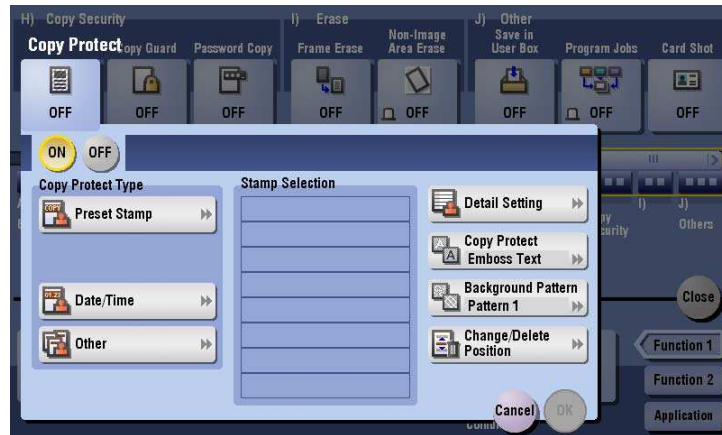 H) Copy Security
I) Erase
J) Other
Copy Protect
Copy Guard
Password Copy
Frame Erase
Non-Image
Area Erase
Save in
User Box
Program Jobs
Card Shot
OFF
OFF
OFF
OFF
OFF
OFF
OFF
OFF
ON
OFF
Copy Protect Type
Stamp Selection
COPY
Preset Stamp
Detail Setting
Copy Protect
Emboss Text
Date/Time
Background Pattern
Pattern 1
Other
Change/Delete
Position
I)
J)
Others
Close
Function 1
Function 2
Application
Cancel
OK